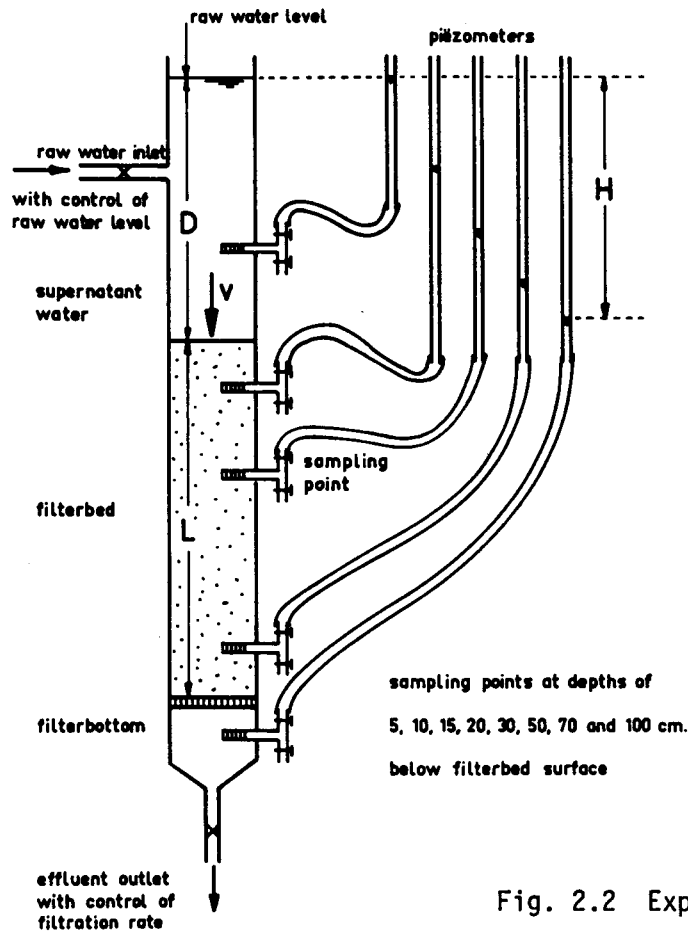 raw water level
piëzometers
raw water inlet
with control of
raw water level
D
H
supernatant
water
V
sampling
point
filterbed
L
sampling points at depths of
5, 10, 15, 20, 30, 50, 70 and 100 cm.
below filterbed surface
filterbottom
effluent outlet
with control of
filtration rate
Fig. 2.2 Exp